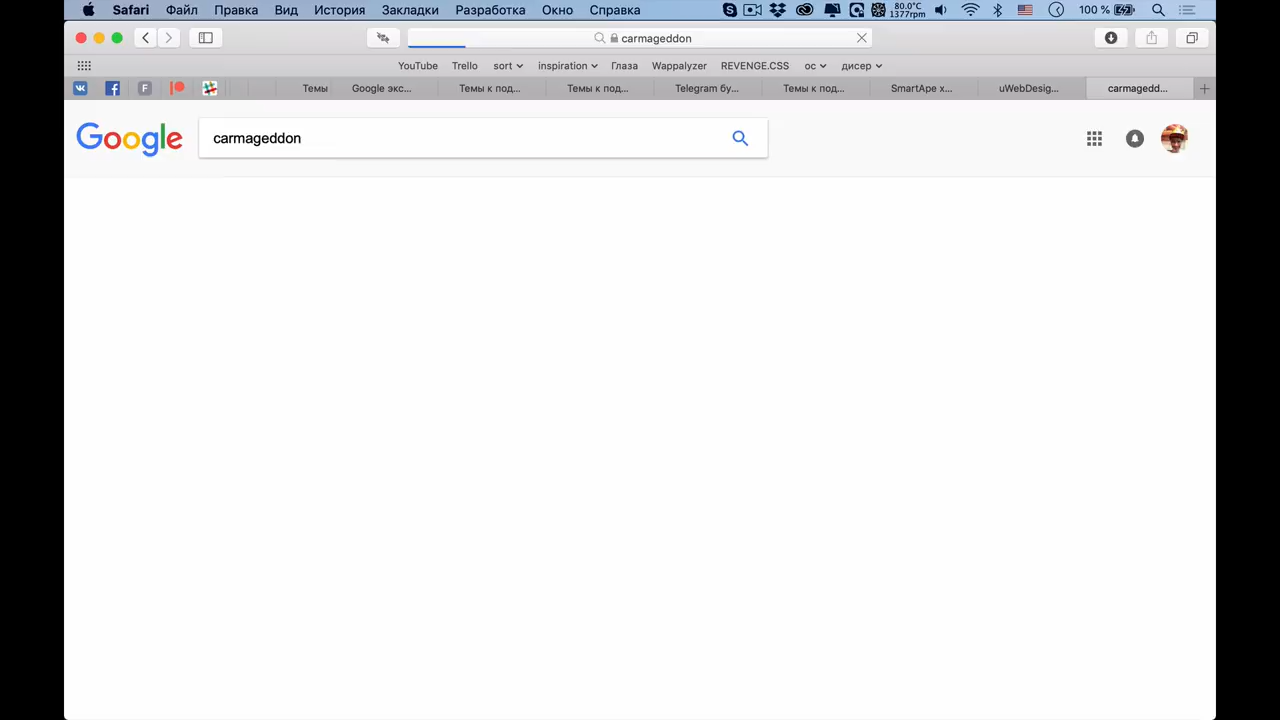 Safari Файл Правка Вид История Закладки Разработка Окно Справка 80.0°C 1377rpm 100 %
carmageddon
YouTube Trello sort inspiration Глаза Wappalyzer REVENGE.CSS ос дисер
F Темы Google экс... Темы к под... Темы к под... Telegram бу... Темы к под... SmartApe х... uWebDesig... carmagedd...
Google carmageddon